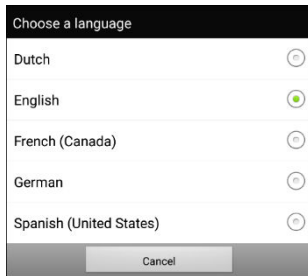 Choose a language
Dutch
English
French (Canada)
German
Spanish (United States)
Cancel